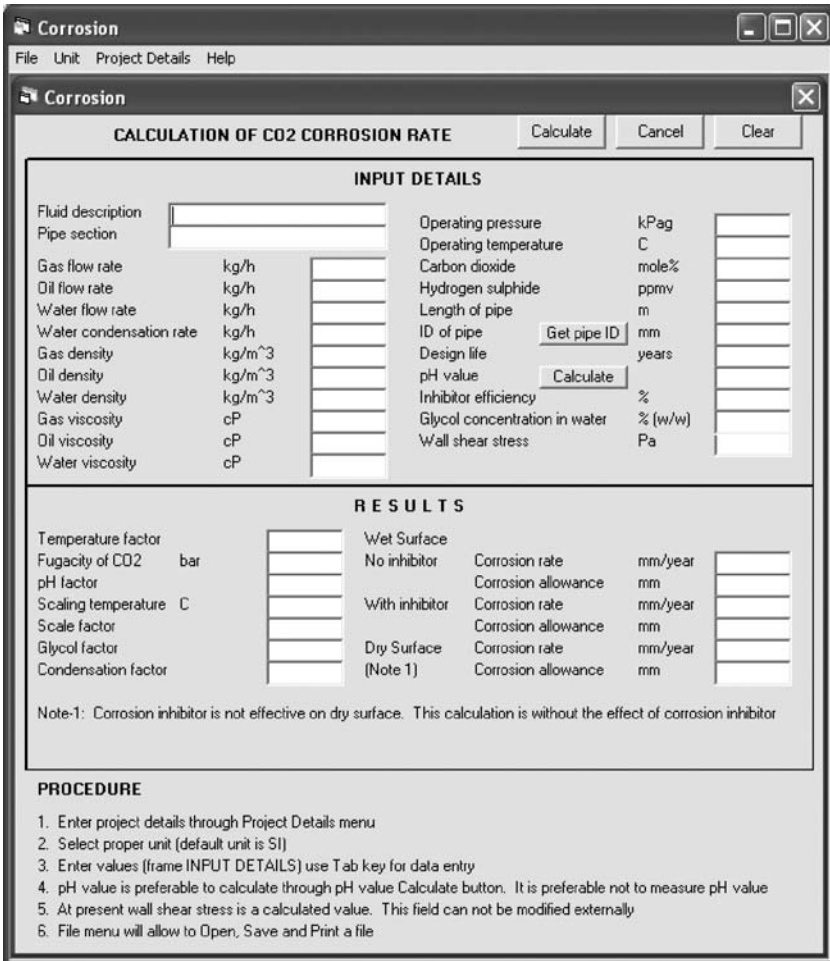 Corrosion
File Unit Project Details Help
Corrosion
CALCULATION OF CO2 CORROSION RATE Calculate Cancel Clear
INPUT DETAILS
Fluid description
Pipe section
Gas flow rate kg/h
Oil flow rate kg/h
Water flow rate kg/h
Water condensation rate kg/h
Gas density kg/m^3
Oil density kg/m^3
Water density kg/m^3
Gas viscosity cP
Oil viscosity cP
Water viscosity cP
Operating pressure kPag
Operating temperature C
Carbon dioxide mole%
Hydrogen sulphide ppmv
Length of pipe m
ID of pipe Get pipe ID mm
Design life years
pH value Calculate
Inhibitor efficiency %
Glycol concentration in water % (w/w)
Wall shear stress Pa
RESULTS
Temperature factor
Fugacity of CO2 bar
pH factor
Scaling temperature C
Scale factor
Glycol factor
Condensation factor
Wet Surface
No inhibitor Corrosion rate mm/year
Corrosion allowance mm
With inhibitor Corrosion rate mm/year
Corrosion allowance mm
Dry Surface Corrosion rate mm/year
(Note 1) Corrosion allowance mm
Note-1: Corrosion inhibitor is not effective on dry surface. This calculation is without the effect of corrosion inhibitor
PROCEDURE
1. Enter project details through Project Details menu
2. Select proper unit (default unit is SI)
3. Enter values (frame INPUT DETAILS) use Tab key for data entry
4. pH value is preferable to calculate through pH value Calculate button. It is preferable not to measure pH value
5. At present wall shear stress is a calculated value. This field can not be modified externally
6. File menu will allow to Open, Save and Print a file